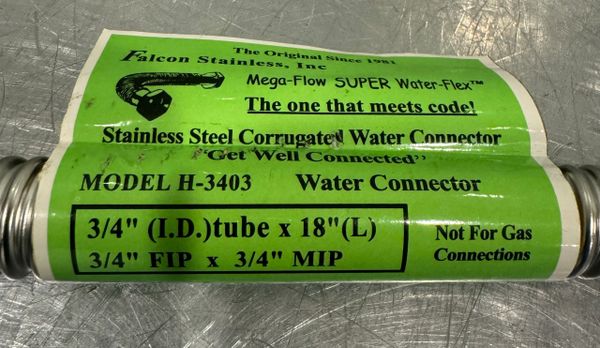 The Original Since 1981
Falcon Stainless, Inc
Mega-Flow SUPER Water-Flex™
The one that meets code!
Stainless Steel Corrugated Water Connector
"Get Well Connected"
MODEL H-3403 Water Connector
3/4" (I.D.)tube x 18"(L)
3/4" FIP x 3/4" MIP
Not For Gas
Connections